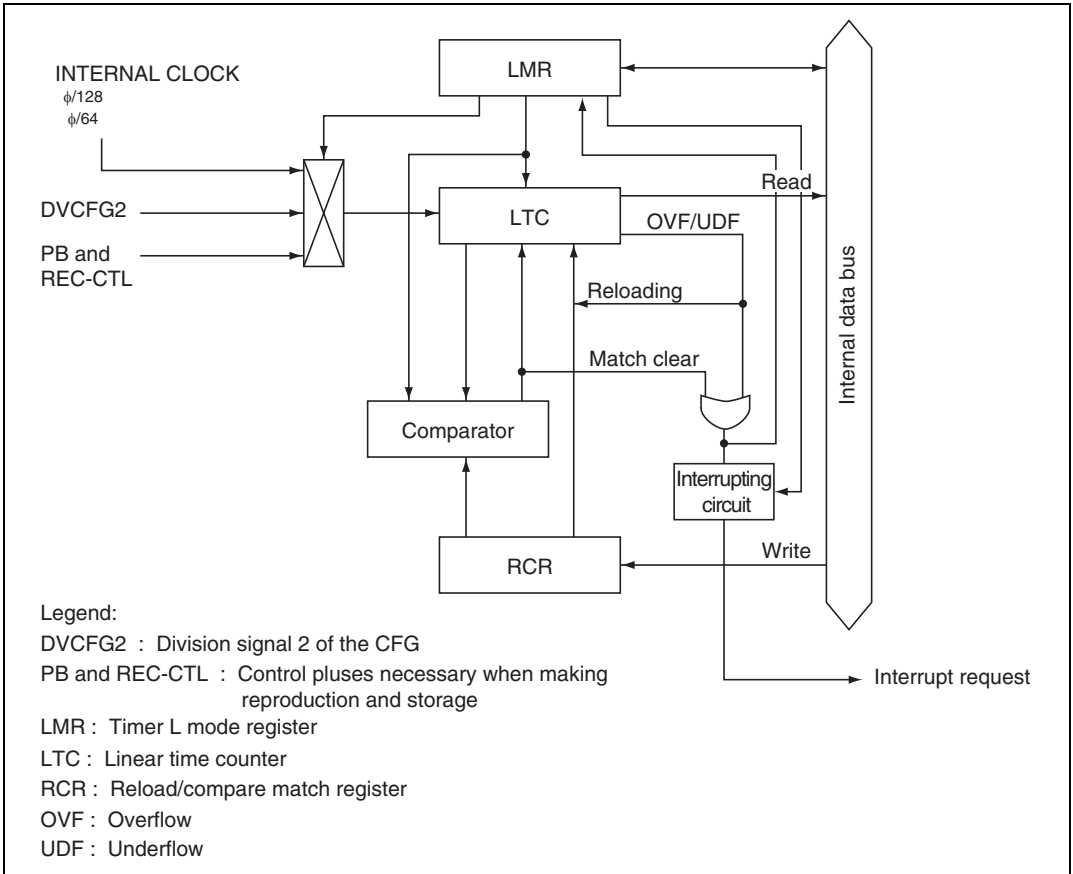 INTERNAL CLOCK
ϕ/128
ϕ/64
DVCFG2
PB and
REC-CTL
LMR
LTC
Read
OVF/UDF
Reloading
Match clear
Comparator
Interrupting
circuit
RCR
Write
Internal data bus
Interrupt request
Legend:
DVCFG2 : Division signal 2 of the CFG
PB and REC-CTL : Control pluses necessary when making
reproduction and storage
LMR : Timer L mode register
LTC : Linear time counter
RCR : Reload/compare match register
OVF : Overflow
UDF : Underflow